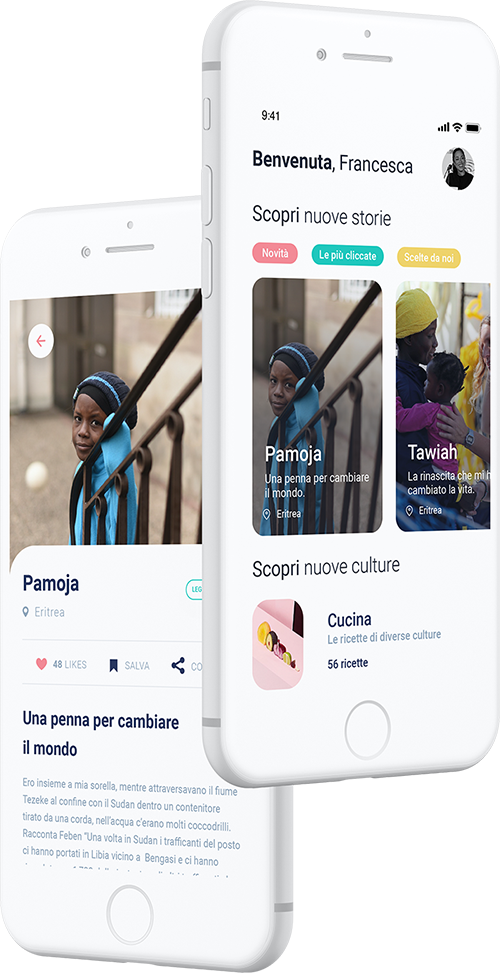 9:41
Benvenuta, Francesca
Scopri nuove storie
Novità
Le più cliccate
Scelte da noi
Pamoja
Una penna per cambiare
il mondo.
Eritrea
Tawiah
La rinascita che mi h
cambiato la vita.
Eritrea
Scopri nuove culture
Cucina
Le ricette di diverse culture
56 ricette
Pamoja
LEG
Eritrea
48 LIKES
SALVA
CO
Una penna per cambiare
il mondo
Ero insieme a mia sorella, mentre attraversavano il fiume
Tezeke al confine con il Sudan dentro un contenitore
tirato da una corda, nell'acqua c'erano molti coccodrilli.
Racconta Feben "Una volta in Sudan i trafficanti del posto
ci hanno portati in Libia vicino a Bengasi e ci hanno